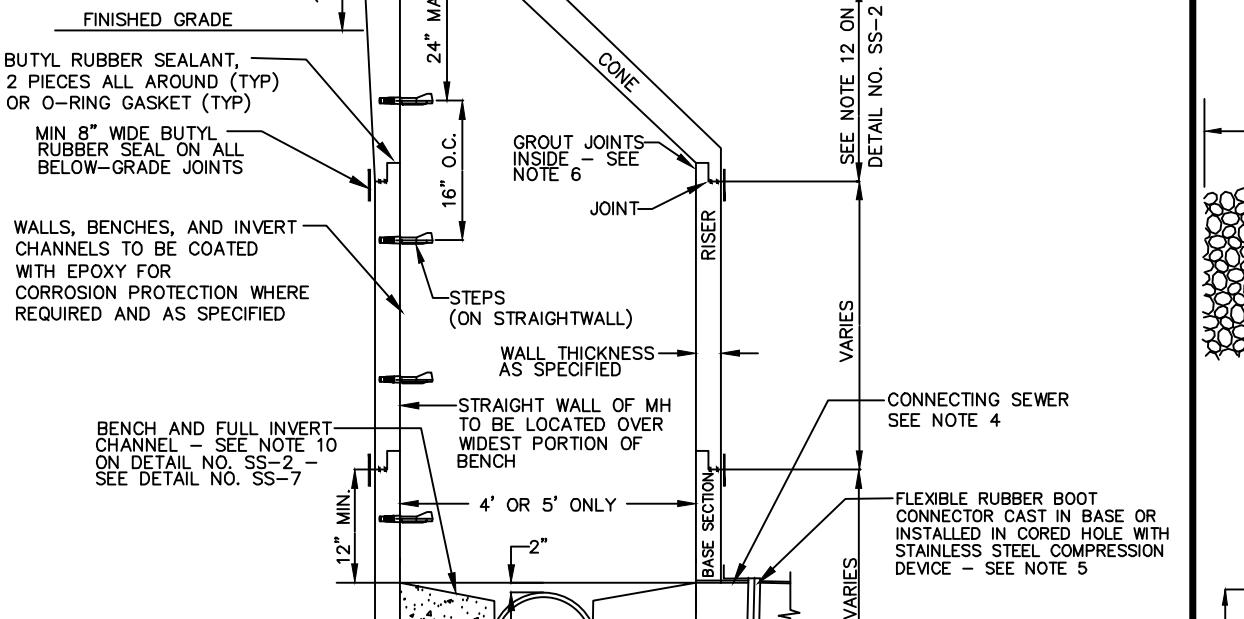 FINISHED GRADE
BUTYL RUBBER SEALANT,
2 PIECES ALL AROUND (TYP)
OR O-RING GASKET (TYP)
MIN 8" WIDE BUTYL
RUBBER SEAL ON ALL
BELOW-GRADE JOINTS
WALLS, BENCHES, AND INVERT
CHANNELS TO BE COATED
WITH EPOXY FOR
CORROSION PROTECTION WHERE
REQUIRED AND AS SPECIFIED
BENCH AND FULL INVERT
CHANNEL - SEE NOTE 10
ON DETAIL NO. SS-2 -
SEE DETAIL NO. SS-7
12" MIN.
24" MA
16" O.C.
CONE
GROUT JOINTS
INSIDE - SEE
NOTE 6
JOINT
RISER
STEPS
(ON STRAIGHTWALL)
WALL THICKNESS
AS SPECIFIED
STRAIGHT WALL OF MH
TO BE LOCATED OVER
WIDEST PORTION OF
BENCH
4' OR 5' ONLY
2"
BASE SECTION
SEE NOTE 12 ON
DETAIL NO. SS-2
VARIES
CONNECTING SEWER
SEE NOTE 4
FLEXIBLE RUBBER BOOT
CONNECTOR CAST IN BASE OR
INSTALLED IN CORED HOLE WITH
STAINLESS STEEL COMPRESSION
DEVICE - SEE NOTE 5
VARIES